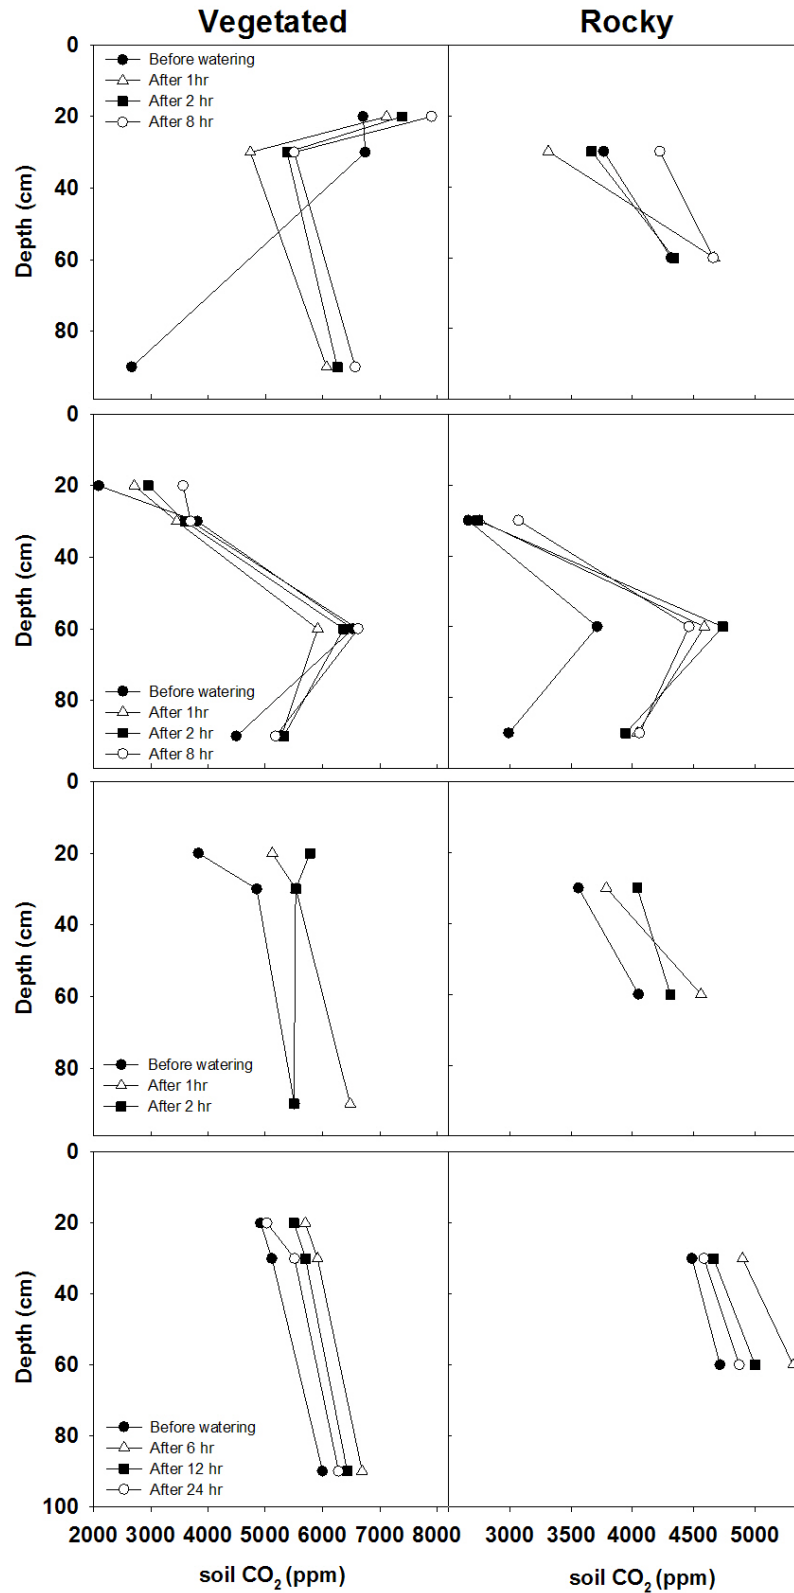 Vegetated Rocky
0
Before watering
After 1hr
After 2 hr
After 8 hr
20
40
60
80
Depth (cm)
0
20
40
60
80
Depth (cm)
Before watering
After 1hr
After 2 hr
After 8 hr
0
20
40
60
80
Depth (cm)
Before watering
After 1hr
After 2 hr
0
20
40
60
80
100
Depth (cm)
Before watering
After 6 hr
After 12 hr
After 24 hr
2000 3000 4000 5000 6000 7000 8000 3000 3500 4000 4500 5000
soil CO₂ (ppm) soil CO₂ (ppm)